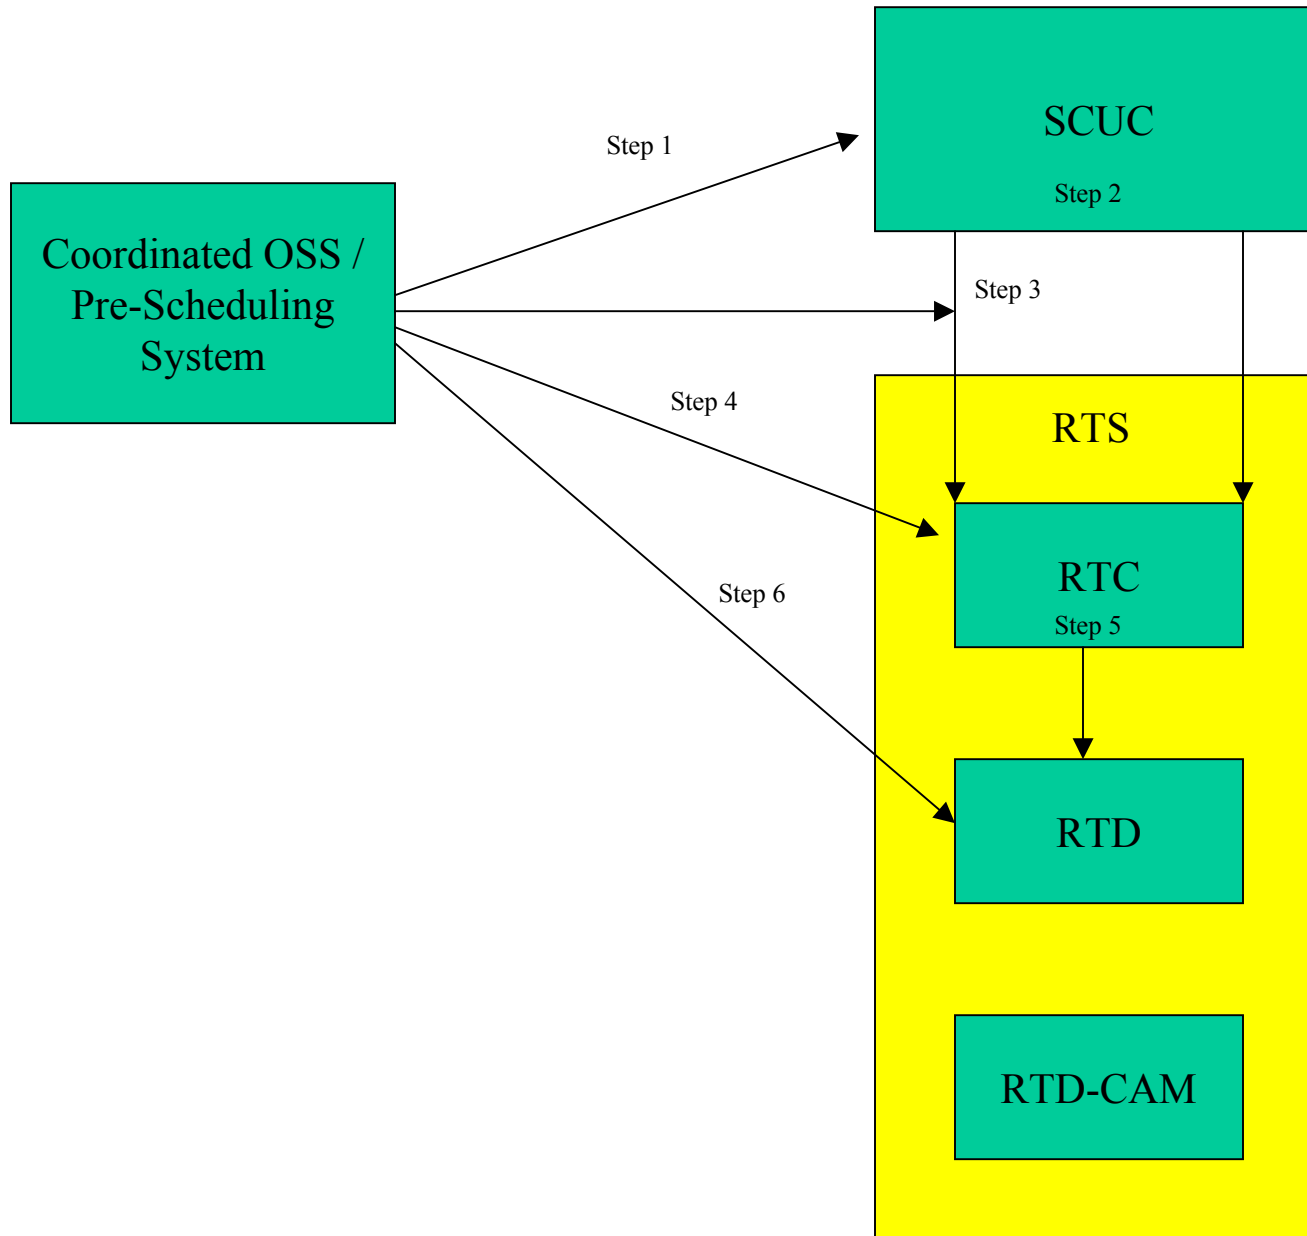 SCUC
Step 1
Step 2
Coordinated OSS /
Pre-Scheduling
System
Step 3
Step 4
RTS
RTC
Step 6
Step 5
RTD
RTD-CAM